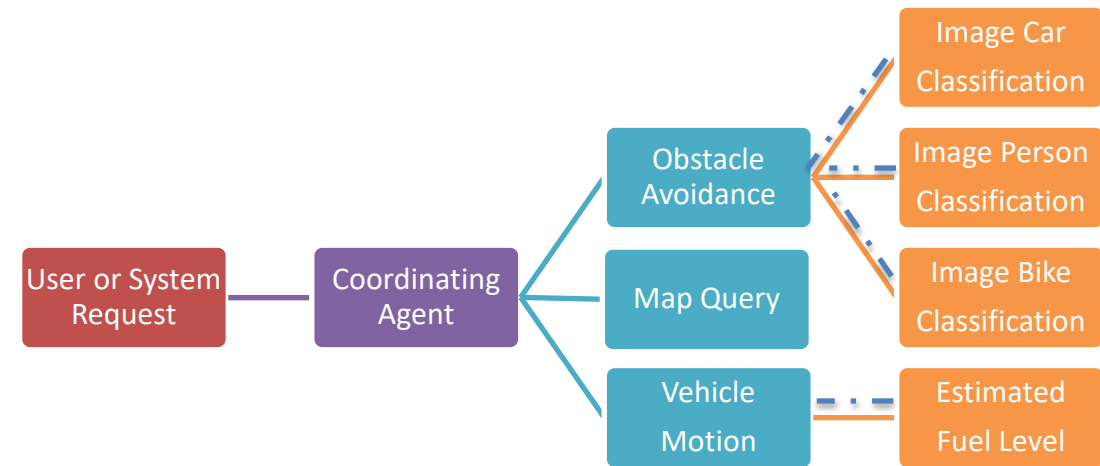 User or System
Request
Coordinating
Agent
Obstacle
Avoidance
Map Query
Vehicle
Motion
Image Car
Classification
Image Person
Classification
Image Bike
Classification
Estimated
Fuel Level